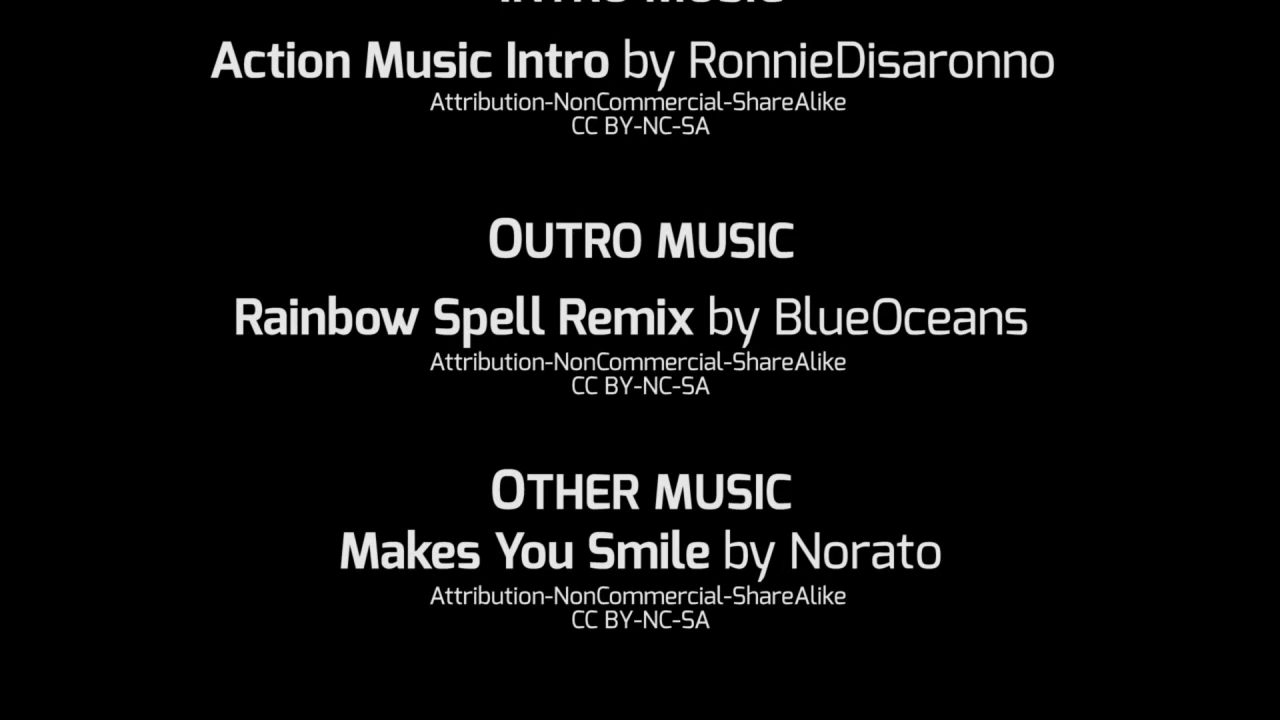 INTRO MUSIC
Action Music Intro by RonnieDisaronno
Attribution-NonCommercial-ShareAlike
CC BY-NC-SA
OUTRO MUSIC
Rainbow Spell Remix by BlueOceans
Attribution-NonCommercial-ShareAlike
CC BY-NC-SA
OTHER MUSIC
Makes You Smile by Norato
Attribution-NonCommercial-ShareAlike
CC BY-NC-SA